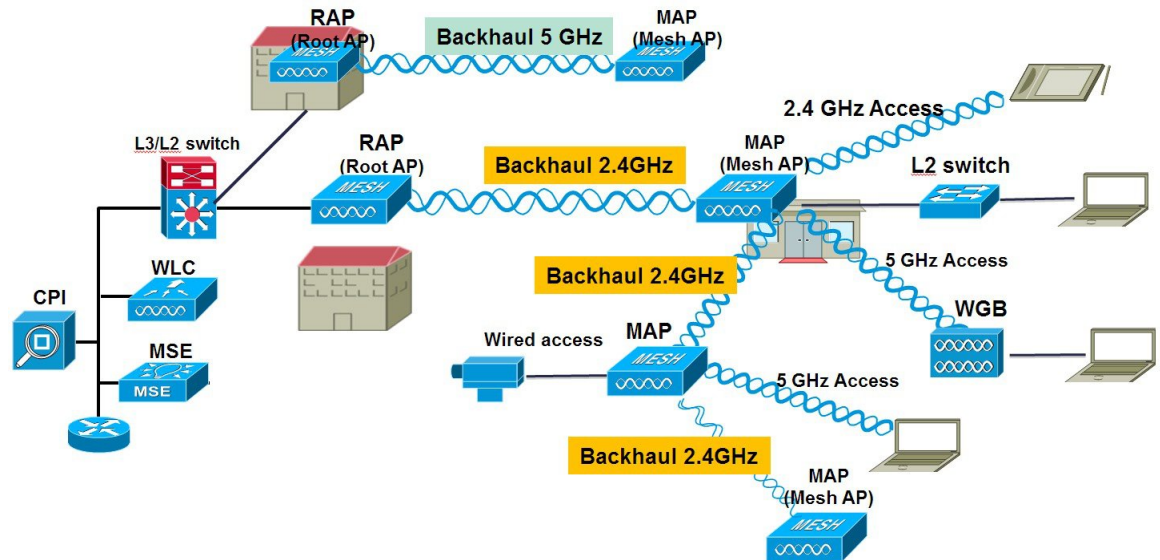 RAP
(Root AP)
MESH
Backhaul 5 GHz
MAP
(Mesh AP)
MESH
L3/L2 switch
RAP
(Root AP)
MESH
Backhaul 2.4GHz
MAP
(Mesh AP)
MESH
2.4 GHz Access
L2 switch
5 GHz Access
WGB
Backhaul 2.4GHz
WLC
CPI
MSE
MSE
Wired access
MAP
MESH
5 GHz Access
Backhaul 2.4GHz
MAP
(Mesh AP)
MESH